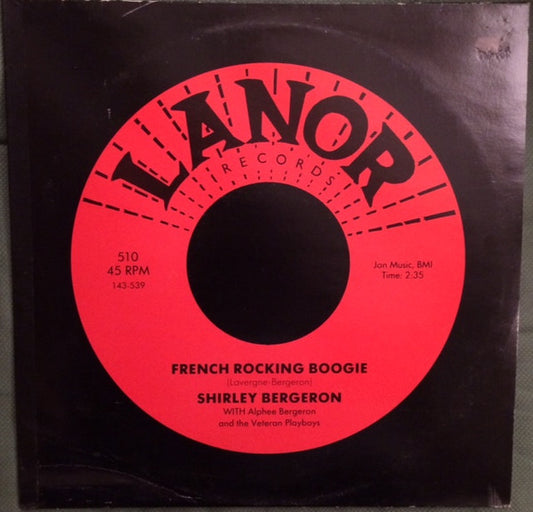 LANOR
RECORDS
510
45 RPM
143-539
Jon Music, BMI
Time: 2:35
FRENCH ROCKING BOOGIE
(Lavergne-Bergeron)
SHIRLEY BERGERON
WITH Alphee Bergeron
and the Veteran Playboys